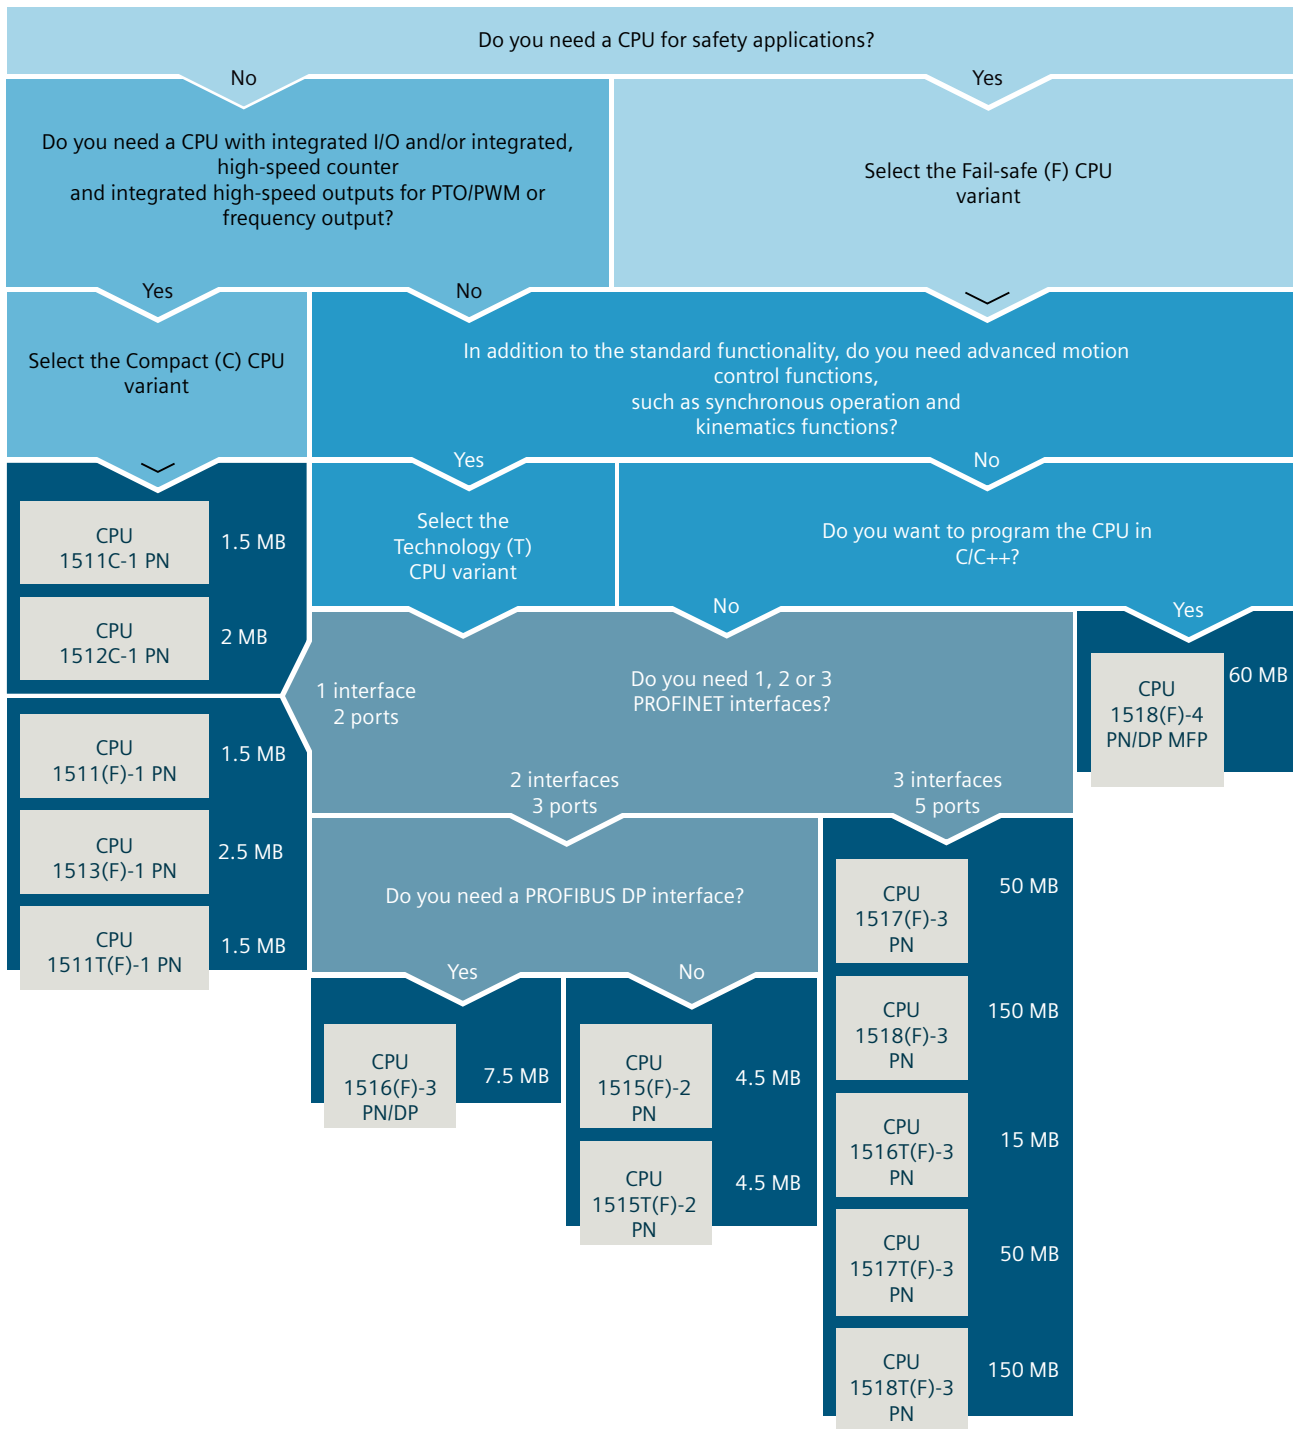 Do you need a CPU for safety applications?
No
Yes
Do you need a CPU with integrated I/O and/or integrated,
high-speed counter
and integrated high-speed outputs for PTO/PWM or
frequency output?
Select the Fail-safe (F) CPU
variant
Yes
No
Select the Compact (C) CPU
variant
In addition to the standard functionality, do you need advanced motion
control functions,
such as synchronous operation and
kinematics functions?
Yes
No
Select the
Technology (T)
CPU variant
Do you want to program the CPU in
C/C++?
No
Yes
CPU
1511C-1 PN
1.5 MB
CPU
1512C-1 PN
2 MB
1 interface
2 ports
Do you need 1, 2 or 3
PROFINET interfaces?
CPU
1518(F)-4
PN/DP MFP
60 MB
CPU
1511(F)-1 PN
1.5 MB
CPU
1513(F)-1 PN
2.5 MB
CPU
1511T(F)-1 PN
1.5 MB
2 interfaces
3 ports
3 interfaces
5 ports
Do you need a PROFIBUS DP interface?
Yes
No
CPU
1516(F)-3
PN/DP
7.5 MB
CPU
1515(F)-2
PN
4.5 MB
CPU
1515T(F)-2
PN
4.5 MB
CPU
1517(F)-3
PN
50 MB
CPU
1518(F)-3
PN
150 MB
CPU
1516T(F)-3
PN
15 MB
CPU
1517T(F)-3
PN
50 MB
CPU
1518T(F)-3
PN
150 MB